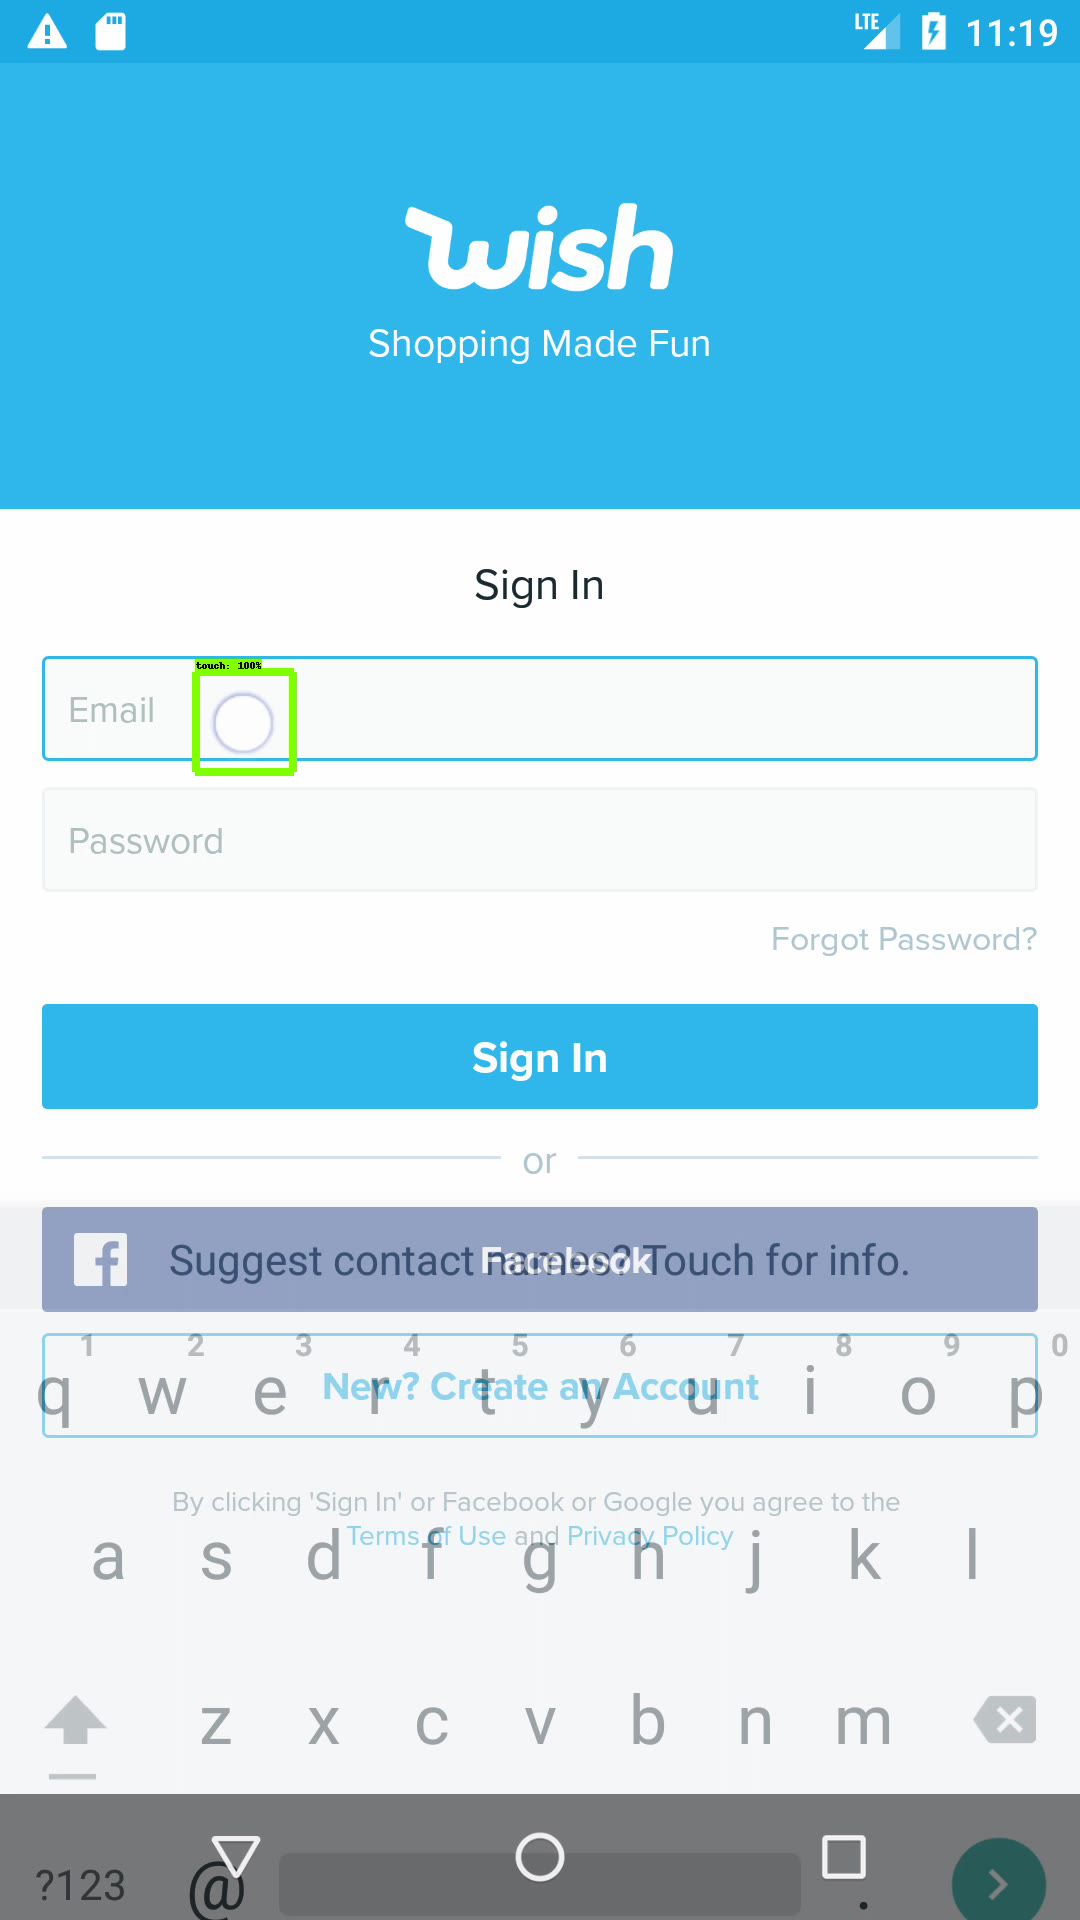 LTE 11:19
wish
Shopping Made Fun
Sign In
touch: 100%
Email
Password
Forgot Password?
Sign In
or
Facebook
Suggest contact names? Touch for info.
1 2 3 4 5 6 7 8 9 0
q w e r t y u i o p
New? Create an Account
By clicking 'Sign In' or Facebook or Google you agree to the
Terms of Use and Privacy Policy
a s d f g h j k l
z x c v b n m
?123 @ .